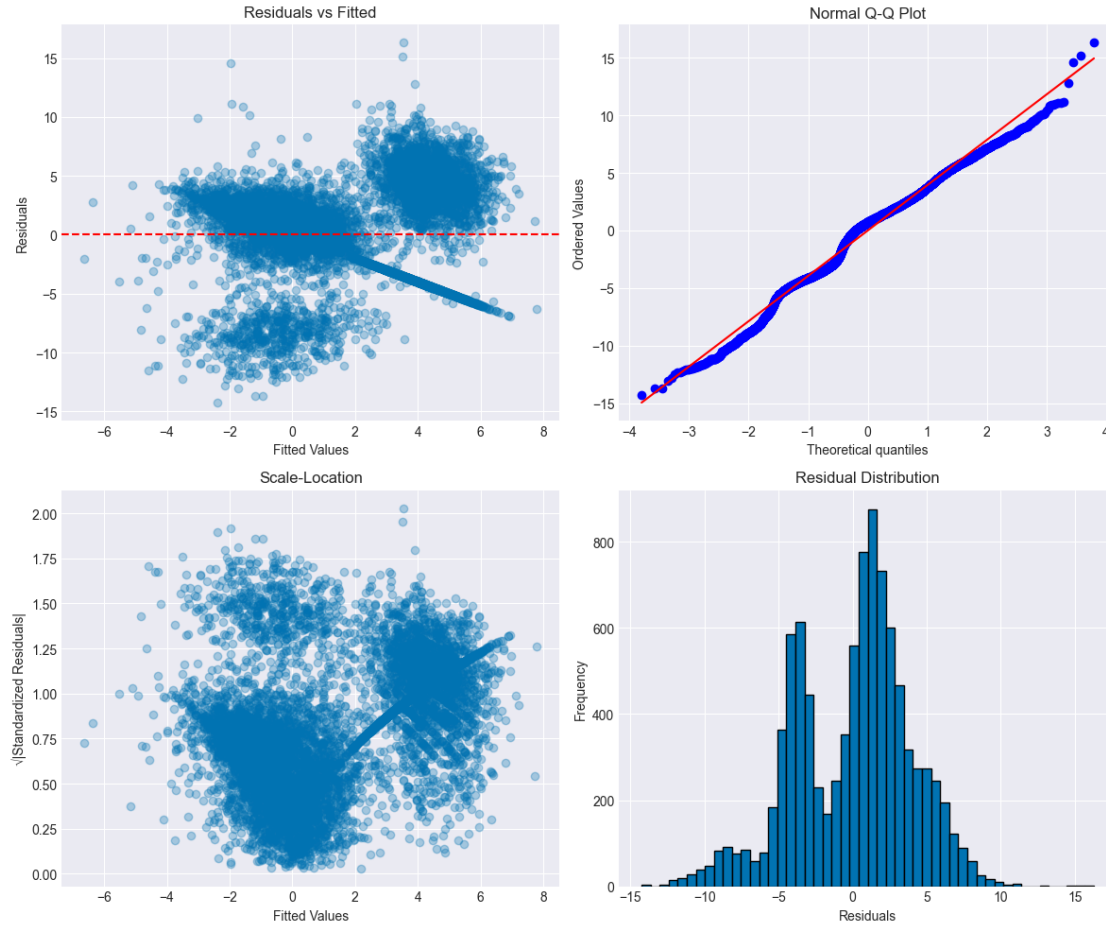 Residuals vs Fitted
Residuals
15
10
5
0
−5
−10
−15
−6 −4 −2 0 2 4 6 8
Fitted Values
Normal Q-Q Plot
Ordered Values
15
10
5
0
−5
−10
−15
−4 −3 −2 −1 0 1 2 3 4
Theoretical quantiles
Scale-Location
√|Standardized Residuals|
2.00
1.75
1.50
1.25
1.00
0.75
0.50
0.25
0.00
−6 −4 −2 0 2 4 6 8
Fitted Values
Residual Distribution
Frequency
800
600
400
200
0
−15 −10 −5 0 5 10 15
Residuals